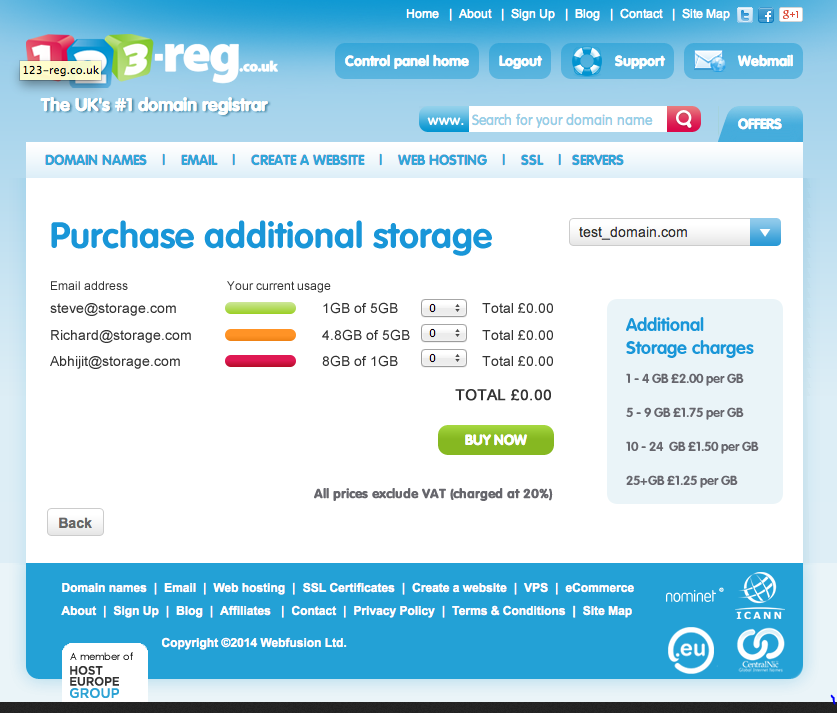 Home | About | Sign Up | Blog | Contact | Site Map
123-reg.co.uk
123-reg.co.uk
The UK's #1 domain registrar
Control panel home Logout Support Webmail
www. Search for your domain name OFFERS
DOMAIN NAMES | EMAIL | CREATE A WEBSITE | WEB HOSTING | SSL | SERVERS
Purchase additional storage
test_domain.com
Email address Your current usage
steve@storage.com 1GB of 5GB 0 Total £0.00
Richard@storage.com 4.8GB of 5GB 0 Total £0.00
Abhijit@storage.com 8GB of 1GB 0 Total £0.00
TOTAL £0.00
BUY NOW
All prices exclude VAT (charged at 20%)
Additional
Storage charges
1 - 4 GB £2.00 per GB
5 - 9 GB £1.75 per GB
10 - 24 GB £1.50 per GB
25+GB £1.25 per GB
Back
Domain names | Email | Web hosting | SSL Certificates | Create a website | VPS | eCommerce
About | Sign Up | Blog | Affiliates | Contact | Privacy Policy | Terms & Conditions | Site Map
Copyright ©2014 Webfusion Ltd.
A member of
HOST
EUROPE
GROUP
nominet
ICANN
.eu
CentralNic